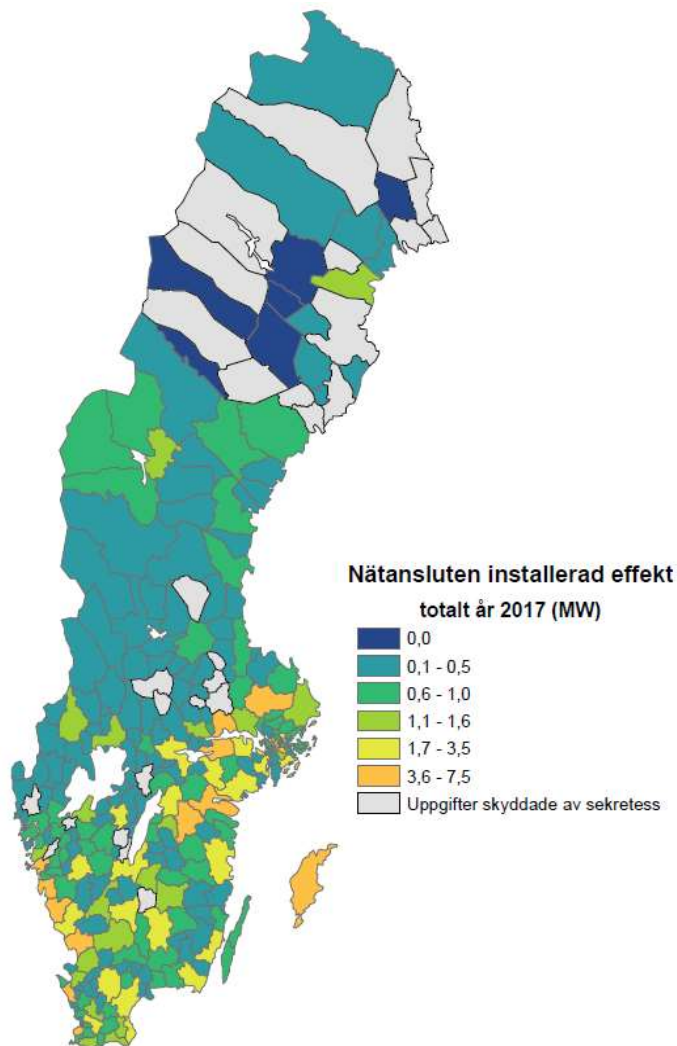 Nätansluten installerad effekt
totalt år 2017 (MW)
0,0
0,1 - 0,5
0,6 - 1,0
1,1 - 1,6
1,7 - 3,5
3,6 - 7,5
Uppgifter skyddade av sekretess